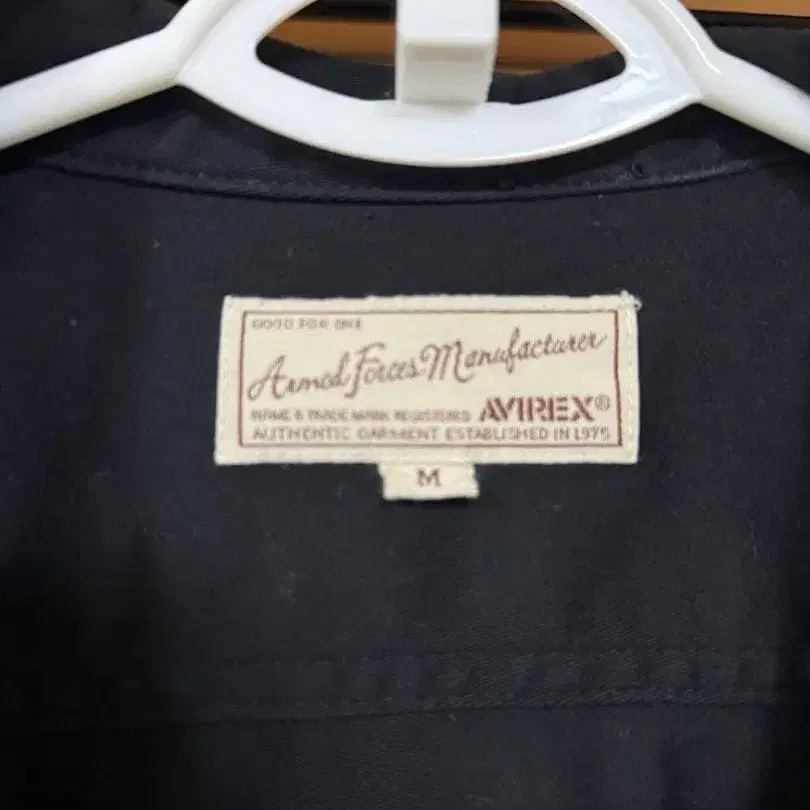 GOOD FOR ONE
Armed Forces Manufacturer
NAME & TRADE MARK REGISTERED AVIREX®
AUTHENTIC GARMENT ESTABLISHED IN 1975
M